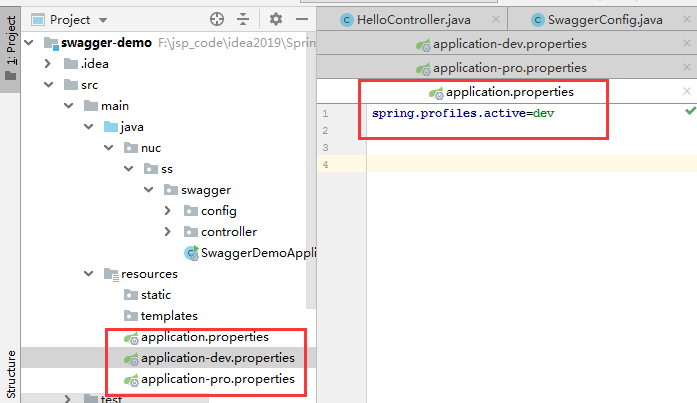 1: Project
Structure
Project
swagger-demo F:\jsp_code\idea2019\Sprin
.idea
src
main
java
nuc
ss
swagger
config
controller
SwaggerDemoAppli
resources
static
templates
application.properties
application-dev.properties
application-pro.properties
test
HelloController.java
SwaggerConfig.java
application-dev.properties
application-pro.properties
application.properties
1 spring.profiles.active=dev
2
3
4